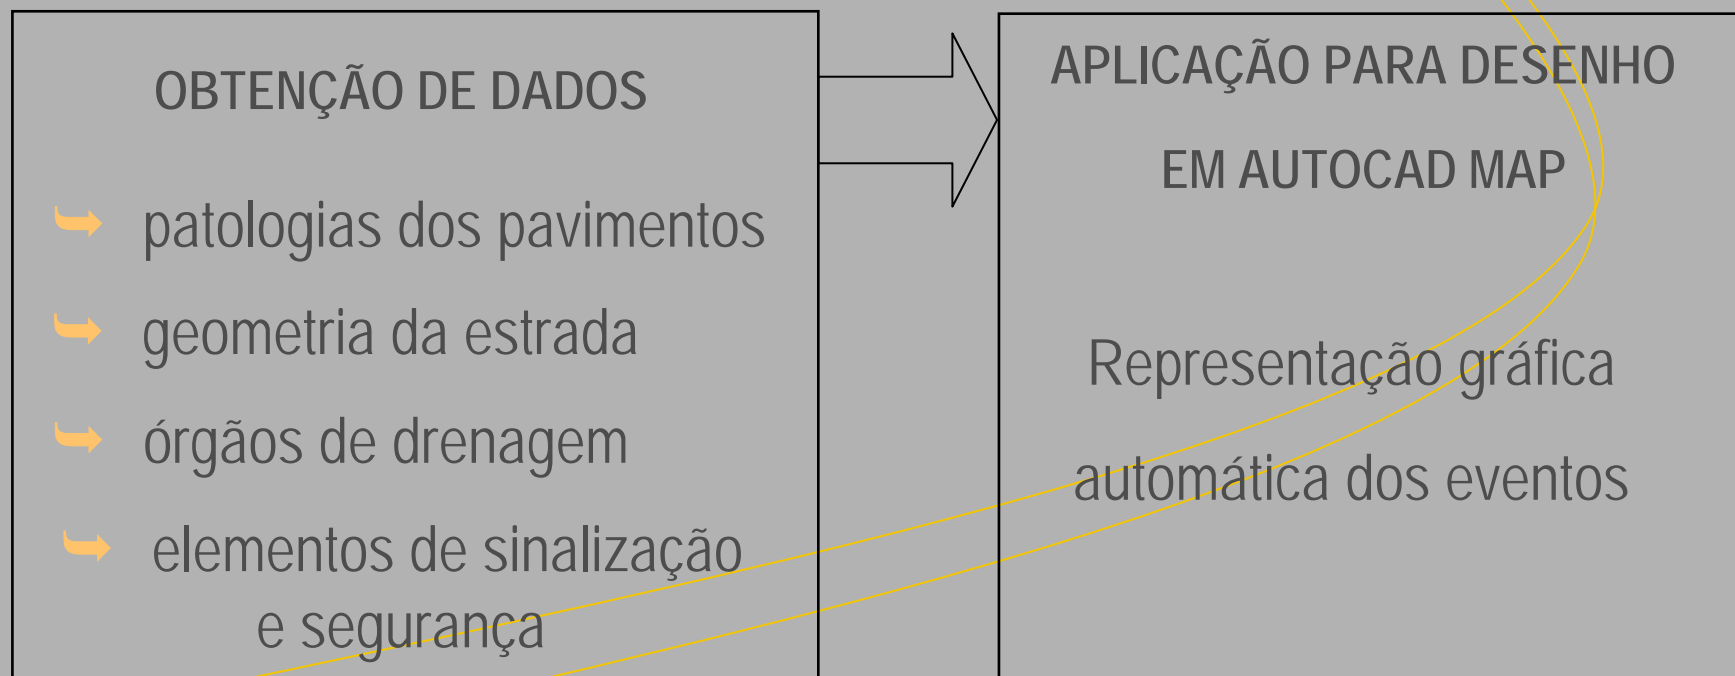 OBTENÇÃO DE DADOS
patologias dos pavimentos
geometria da estrada
órgãos de drenagem
elementos de sinalização
e segurança
APLICAÇÃO PARA DESENHO
EM AUTOCAD MAP
Representação gráfica
automática dos eventos